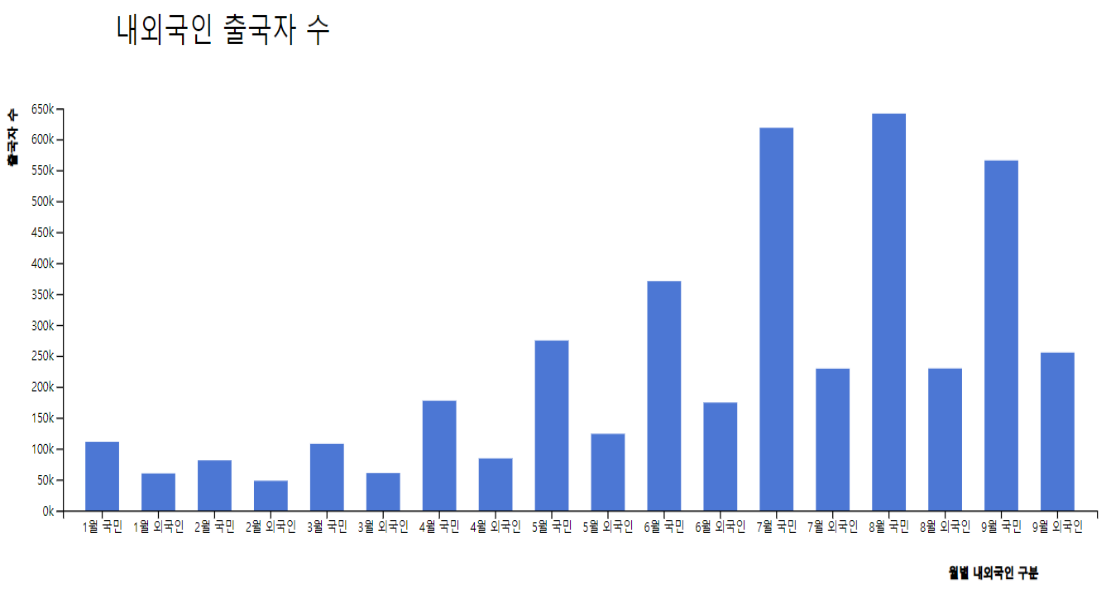 내외국인 출국자 수
출국자 수
650k
600k
550k
500k
450k
400k
350k
300k
250k
200k
150k
100k
50k
0k
1월 국민 1월 외국인 2월 국민 2월 외국인 3월 국민 3월 외국인 4월 국민 4월 외국인 5월 국민 5월 외국인 6월 국민 6월 외국인 7월 국민 7월 외국인 8월 국민 8월 외국인 9월 국민 9월 외국인
월별 내외국인 구분